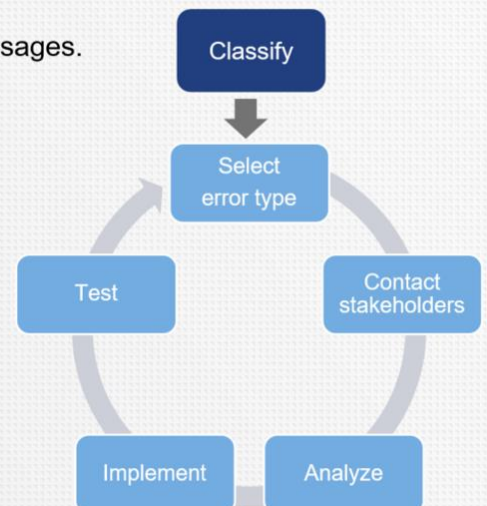 sages.
Classify
Select
error type
Contact
stakeholders
Analyze
Implement
Test